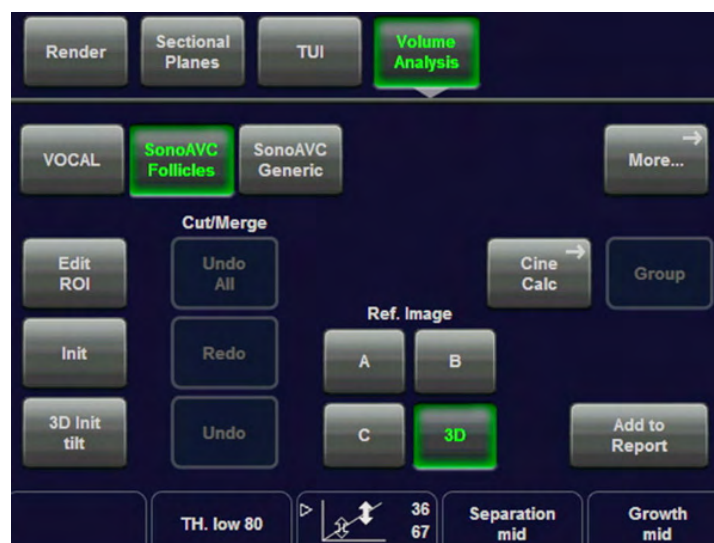 Render
Sectional
Planes
TUI
Volume
Analysis
VOCAL
SonoAVC
Follicles
SonoAVC
Generic
More...
Cut/Merge
Edit
ROI
Undo
All
Cine
Calc
Group
Ref. Image
Init
Redo
A
B
3D Init
tilt
Undo
C
3D
Add to
Report
TH. low 80
36
67
Separation
mid
Growth
mid